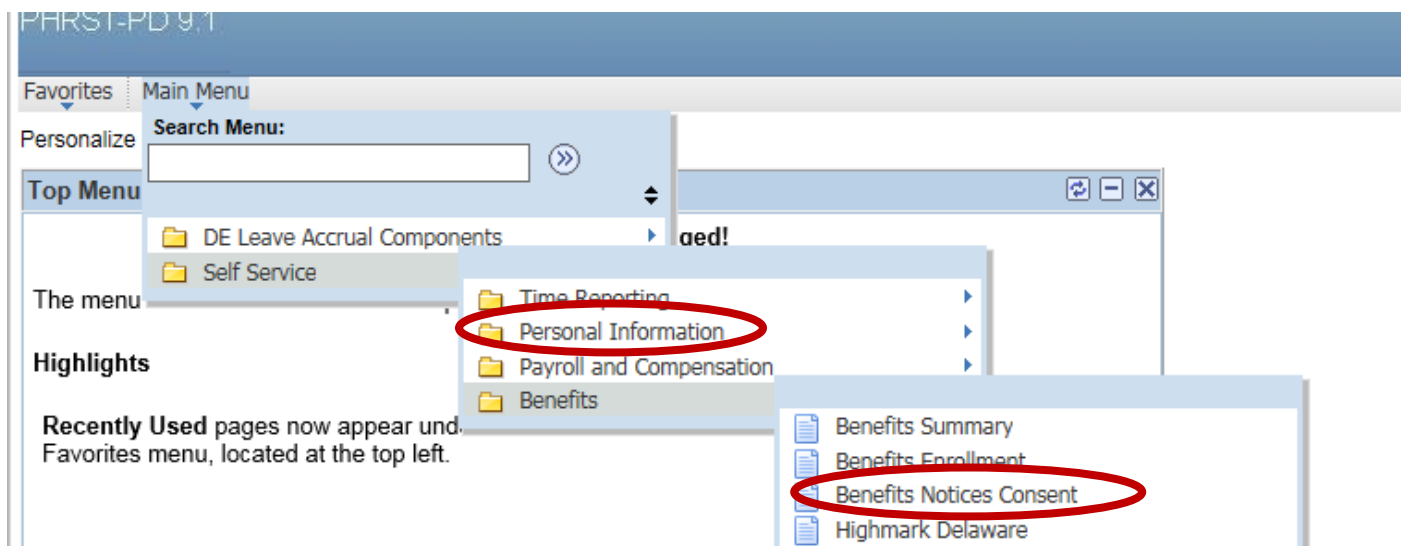 PHRST-PD 9.1
Favorites Main Menu
Personalize
Search Menu:
Top Menu
DE Leave Accrual Components
ged!
Self Service
The menu
Time Reporting
Personal Information
Highlights
Payroll and Compensation
Benefits
Recently Used pages now appear und
Favorites menu, located at the top left.
Benefits Summary
Benefits Enrollment
Benefits Notices Consent
Highmark Delaware